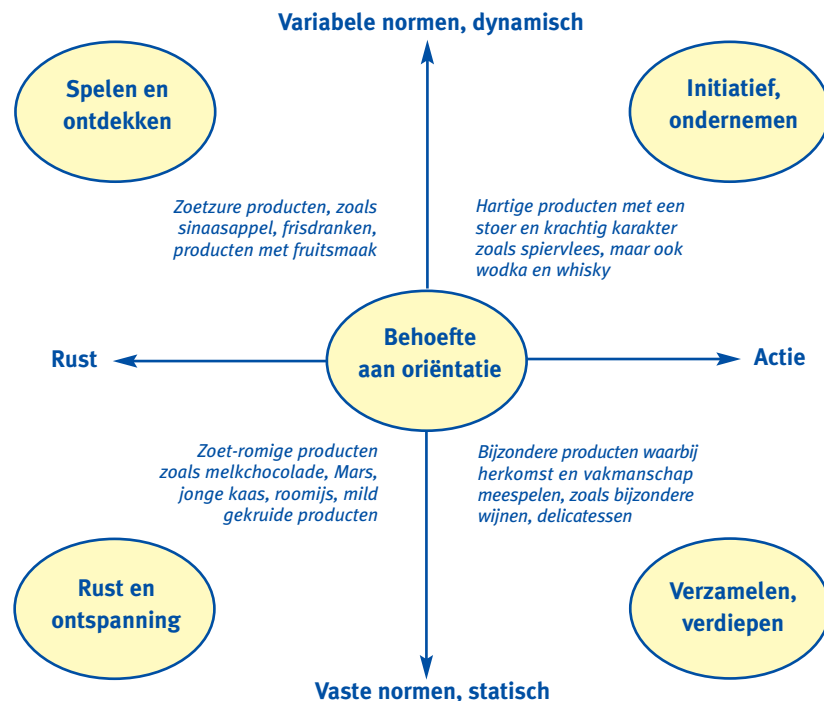 Variabele normen, dynamisch
Spelen en
ontdekken
Initiatief,
ondernemen
Zoetzure producten, zoals
sinaasappel, frisdranken,
producten met fruitsmaak
Hartige producten met een
stoer en krachtig karakter
zoals spiervlees, maar ook
wodka en whisky
Rust
Behoefte
aan oriëntatie
Actie
Zoet-romige producten
zoals melkchocolade, Mars,
jonge kaas, roomijs, mild
gekruide producten
Bijzondere producten waarbij
herkomst en vakmanschap
meespelen, zoals bijzondere
wijnen, delicatessen
Rust en
ontspanning
Verzamelen,
verdiepen
Vaste normen, statisch